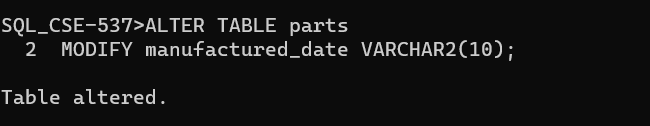 SQL_CSE-537>ALTER TABLE parts
  2  MODIFY manufactured_date VARCHAR2(10);
Table altered.